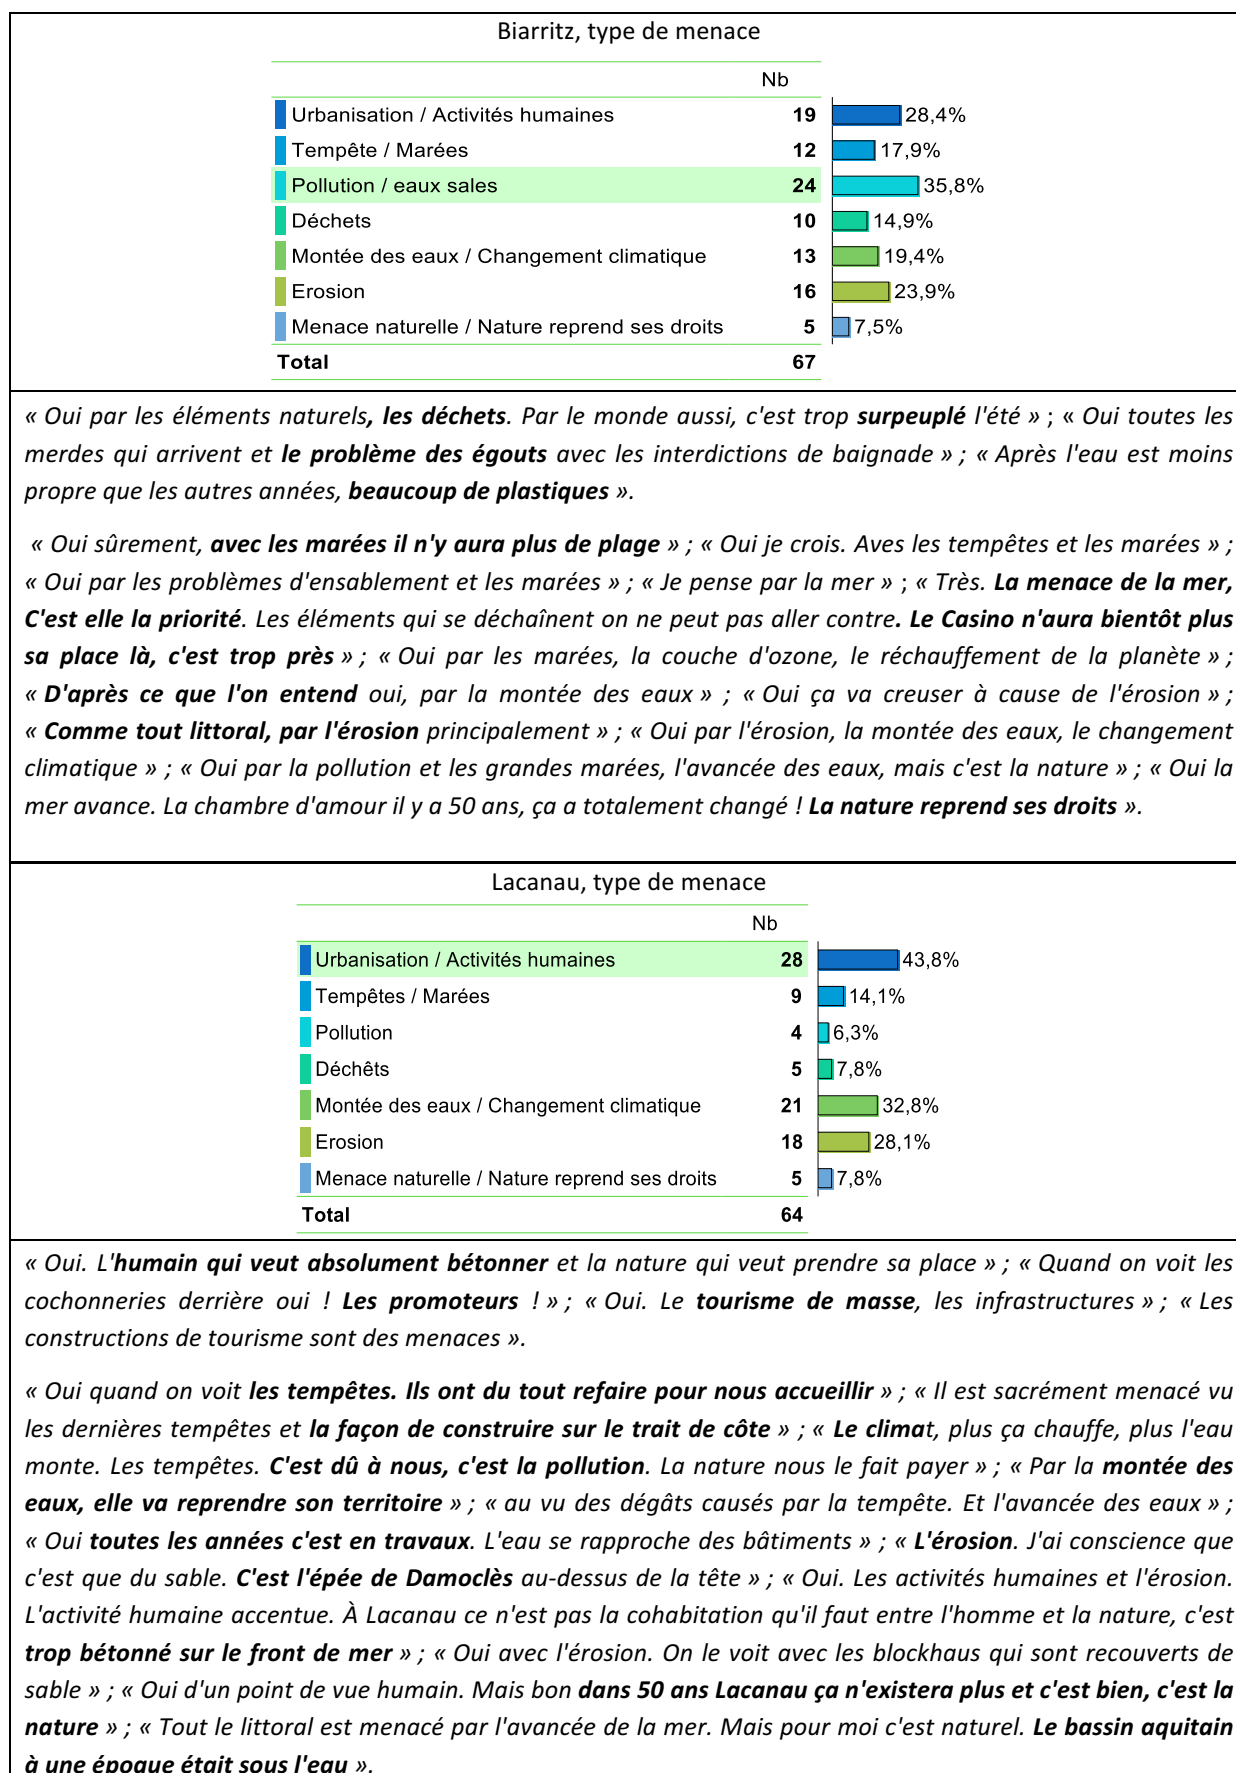 Biarritz, type de menace
Nb
Urbanisation / Activités humaines 19 28,4%
Tempête / Marées 12 17,9%
Pollution / eaux sales 24 35,8%
Déchets 10 14,9%
Montée des eaux / Changement climatique 13 19,4%
Erosion 16 23,9%
Menace naturelle / Nature reprend ses droits 5 7,5%
Total 67
« Oui par les éléments naturels, les déchets. Par le monde aussi, c'est trop surpeuplé l'été » ; « Oui toutes les
merdes qui arrivent et le problème des égouts avec les interdictions de baignade » ; « Après l'eau est moins
propre que les autres années, beaucoup de plastiques ».
« Oui sûrement, avec les marées il n'y aura plus de plage » ; « Oui je crois. Aves les tempêtes et les marées » ;
« Oui par les problèmes d'ensablement et les marées » ; « Je pense par la mer » ; « Très. La menace de la mer,
C'est elle la priorité. Les éléments qui se déchaînent on ne peut pas aller contre. Le Casino n'aura bientôt plus
sa place là, c'est trop près » ; « Oui par les marées, la couche d'ozone, le réchauffement de la planète » ;
« D'après ce que l'on entend oui, par la montée des eaux » ; « Oui ça va creuser à cause de l'érosion » ;
« Comme tout littoral, par l'érosion principalement » ; « Oui par l'érosion, la montée des eaux, le changement
climatique » ; « Oui par la pollution et les grandes marées, l'avancée des eaux, mais c'est la nature » ; « Oui la
mer avance. La chambre d'amour il y a 50 ans, ça a totalement changé ! La nature reprend ses droits ».
Lacanau, type de menace
Nb
Urbanisation / Activités humaines 28 43,8%
Tempêtes / Marées 9 14,1%
Pollution 4 6,3%
Déchêts 5 7,8%
Montée des eaux / Changement climatique 21 32,8%
Erosion 18 28,1%
Menace naturelle / Nature reprend ses droits 5 7,8%
Total 64
« Oui. L'humain qui veut absolument bétonner et la nature qui veut prendre sa place » ; « Quand on voit les
cochonneries derrière oui ! Les promoteurs ! » ; « Oui. Le tourisme de masse, les infrastructures » ; « Les
constructions de tourisme sont des menaces ».
« Oui quand on voit les tempêtes. Ils ont du tout refaire pour nous accueillir » ; « Il est sacrément menacé vu
les dernières tempêtes et la façon de construire sur le trait de côte » ; « Le climat, plus ça chauffe, plus l'eau
monte. Les tempêtes. C'est dû à nous, c'est la pollution. La nature nous le fait payer » ; « Par la montée des
eaux, elle va reprendre son territoire » ; « au vu des dégâts causés par la tempête. Et l'avancée des eaux » ;
« Oui toutes les années c'est en travaux. L'eau se rapproche des bâtiments » ; « L'érosion. J'ai conscience que
c'est que du sable. C'est l'épée de Damoclès au-dessus de la tête » ; « Oui. Les activités humaines et l'érosion.
L'activité humaine accentue. À Lacanau ce n'est pas la cohabitation qu'il faut entre l'homme et la nature, c'est
trop bétonné sur le front de mer » ; « Oui avec l'érosion. On le voit avec les blockhaus qui sont recouverts de
sable » ; « Oui d'un point de vue humain. Mais bon dans 50 ans Lacanau ça n'existera plus et c'est bien, c'est la
nature » ; « Tout le littoral est menacé par l'avancée de la mer. Mais pour moi c'est naturel. Le bassin aquitain
à une époque était sous l'eau ».